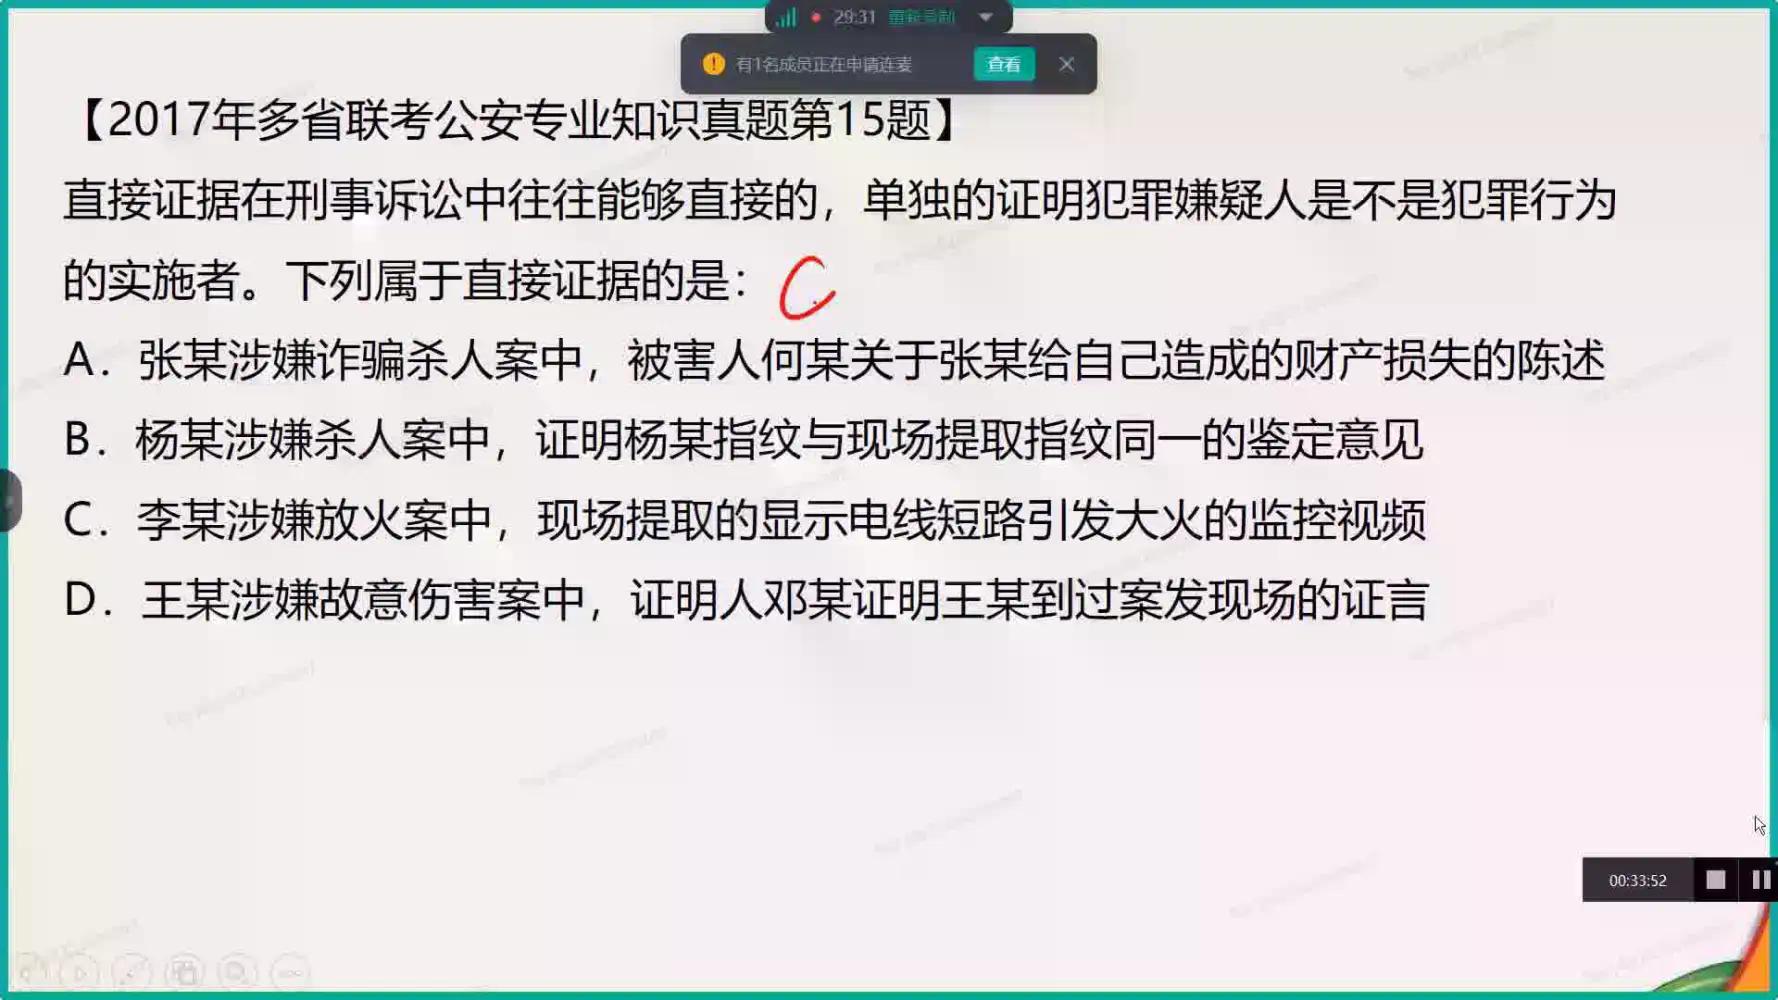 29:31
有1名成员正在申请连麦
查看
【2017年多省联考公安专业知识真题第15题】
直接证据在刑事诉讼中往往能够直接的，单独的证明犯罪嫌疑人是不是犯罪行为
的实施者。下列属于直接证据的是： C
A．张某涉嫌诈骗杀人案中，被害人何某关于张某给自己造成的财产损失的陈述
B．杨某涉嫌杀人案中，证明杨某指纹与现场提取指纹同一的鉴定意见
C．李某涉嫌放火案中，现场提取的显示电线短路引发大火的监控视频
D．王某涉嫌故意伤害案中，证明人邓某证明王某到过案发现场的证言
00:33:52